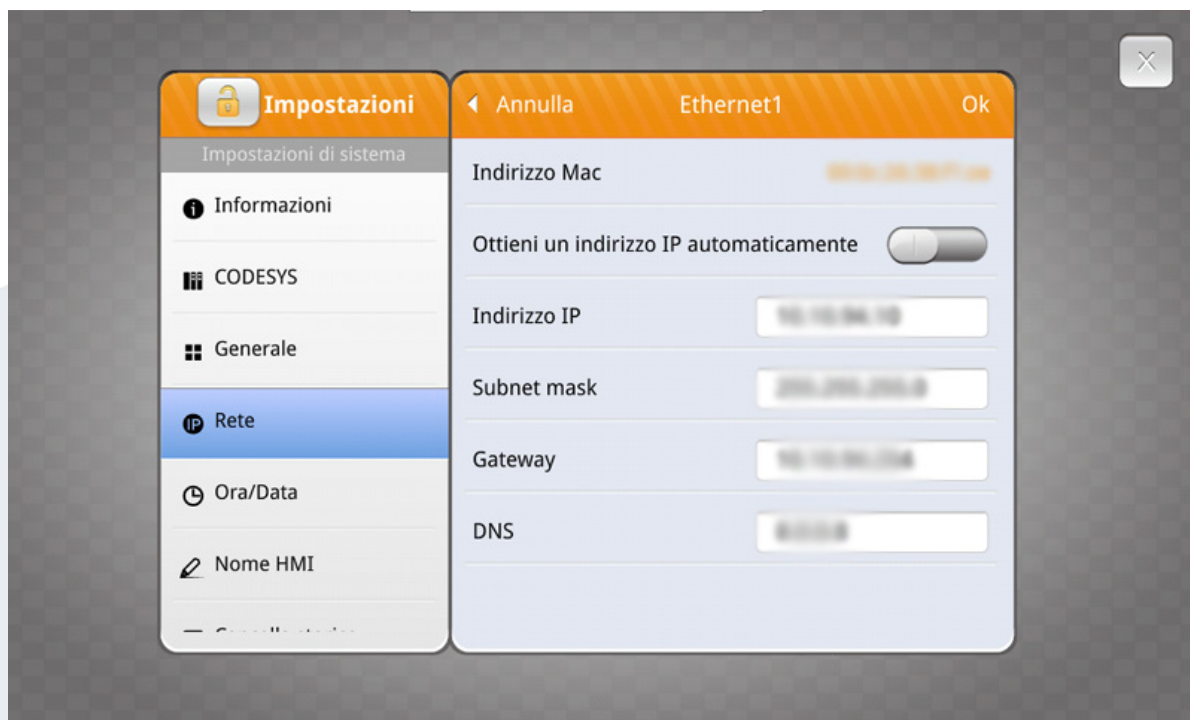 Impostazioni
Impostazioni di sistema
Informazioni
CODESYS
Generale
IP Rete
Ora/Data
Nome HMI
Annulla Ethernet1 Ok
Indirizzo Mac
Ottieni un indirizzo IP automaticamente
Indirizzo IP
Subnet mask
Gateway
DNS